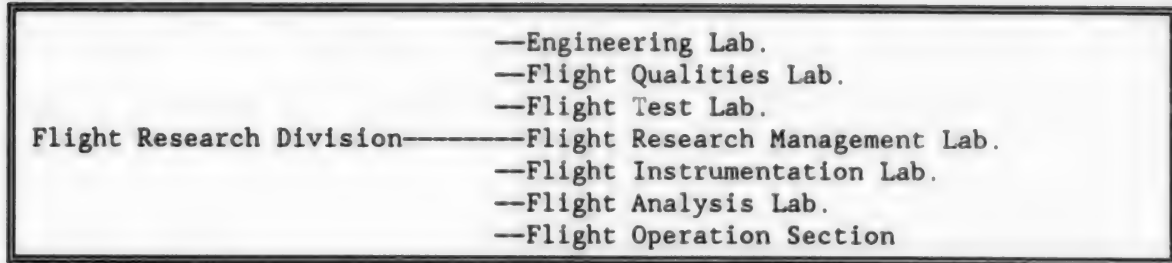 —Engineering Lab.
—Flight Qualities Lab.
—Flight Test Lab.
Flight Research Division————————Flight Research Management Lab.
—Flight Instrumentation Lab.
—Flight Analysis Lab.
—Flight Operation Section